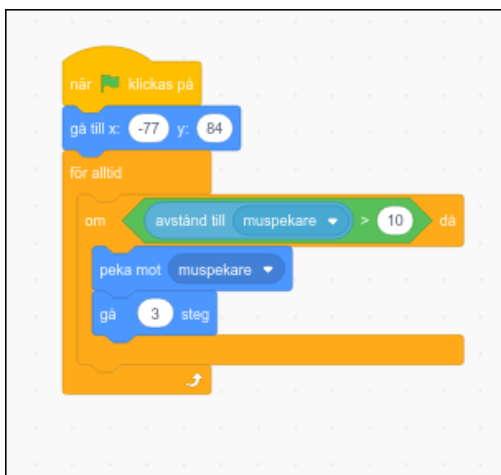 när klickas på
gå till x: -77 y: 84
för alltid
om avstånd till muspekare > 10 då
peka mot muspekare
gå 3 steg